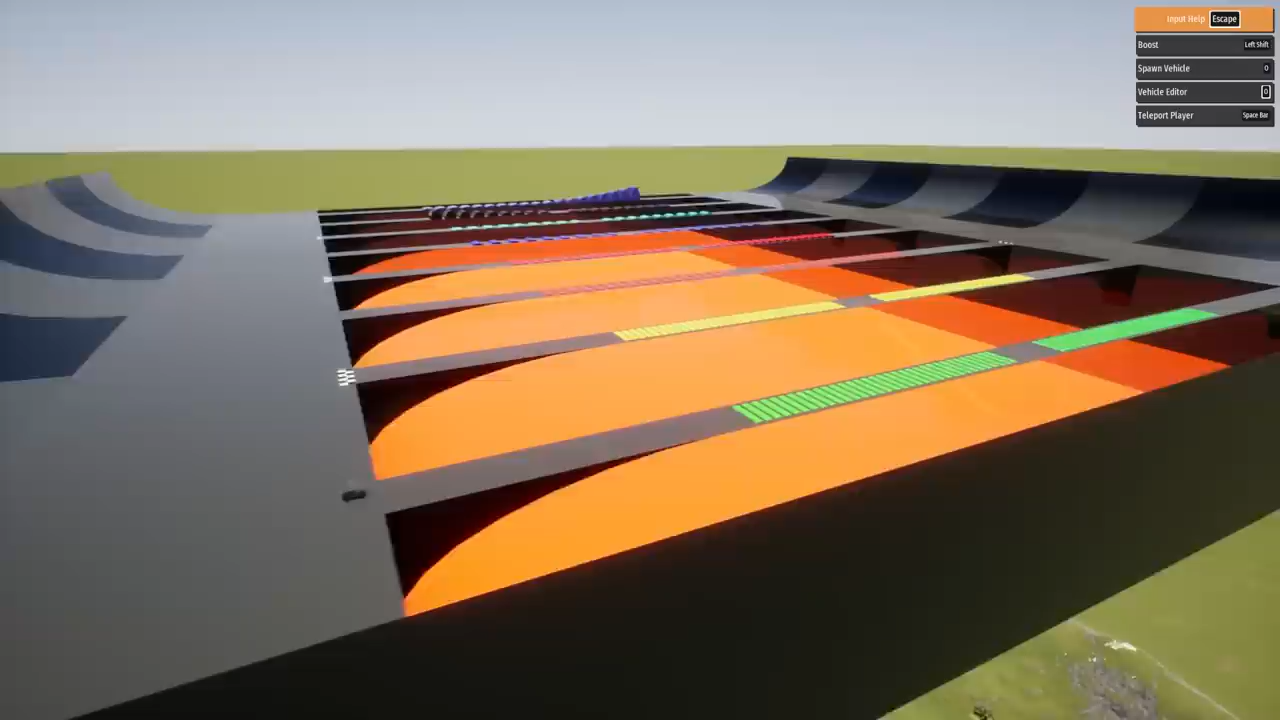 Input Help Escape
Boost Left Shift
Spawn Vehicle 0
Vehicle Editor 0
Teleport Player Space Bar